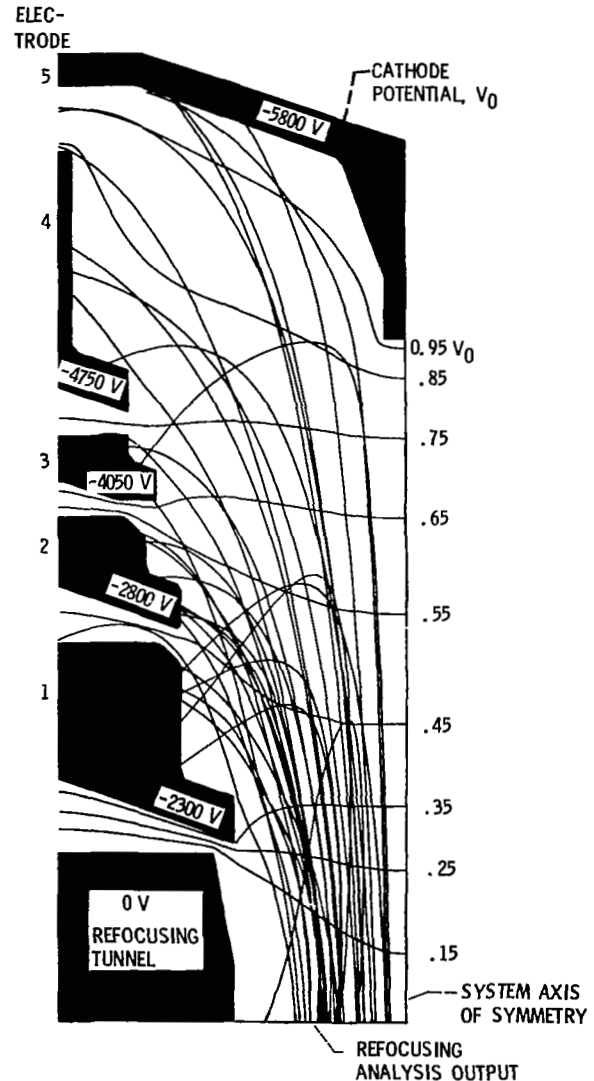 ELEC-
TRODE
5
CATHODE
POTENTIAL, V0
-5800 V
4
0.95 V0
.85
-4750 V
.75
3
-4050 V
.65
2
-2800 V
.55
1
.45
-2300 V
.35
.25
0 V
REFOCUSING
TUNNEL
.15
SYSTEM AXIS
OF SYMMETRY
REFOCUSING
ANALYSIS OUTPUT